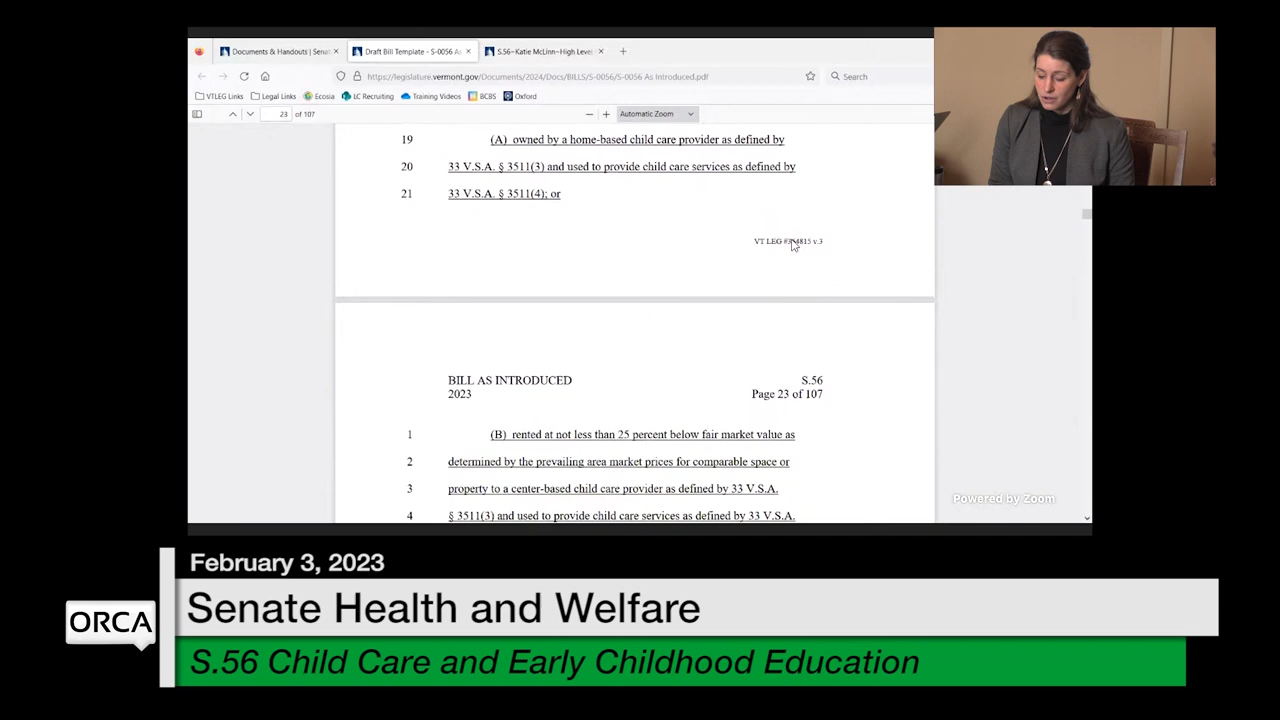 Documents & Handouts | Senat
Draft Bill Template - S-0056 As
S.56~Katie McLinn~High Level
https://legislature.vermont.gov/Documents/2024/Docs/BILLS/S-0056/S-0056 As Introduced.pdf
Search
VTLEG Links
Legal Links
Ecosia
LC Recruiting
Training Videos
BCBS
Oxford
23 of 107
Automatic Zoom
19 (A) owned by a home-based child care provider as defined by
20 33 V.S.A. § 3511(3) and used to provide child care services as defined by
21 33 V.S.A. § 3511(4); or
VT LEG
v.3
BILL AS INTRODUCED S.56
2023 Page 23 of 107
1 (B) rented at not less than 25 percent below fair market value as
2 determined by the prevailing area market prices for comparable space or
3 property to a center-based child care provider as defined by 33 V.S.A.
4 § 3511(3) and used to provide child care services as defined by 33 V.S.A.
Powered by Zoom
February 3, 2023
ORCA
Senate Health and Welfare
S.56 Child Care and Early Childhood Education